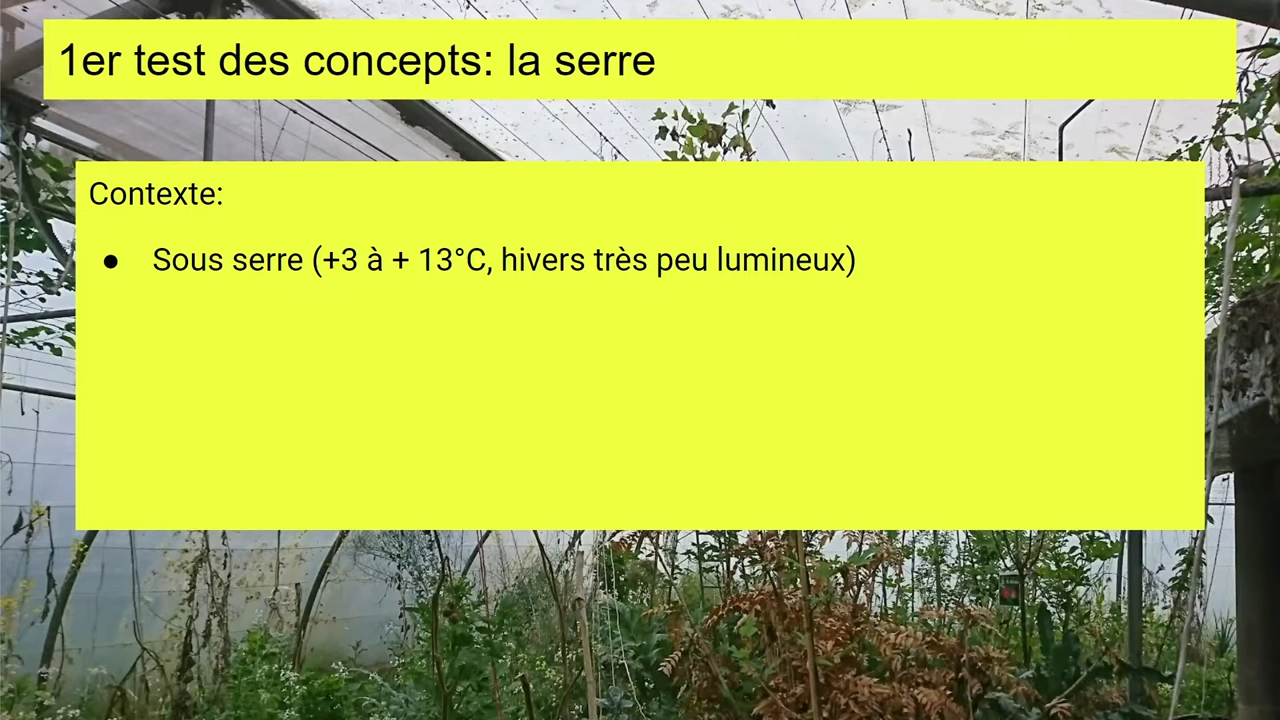 1er test des concepts: la serre
Contexte:
● Sous serre (+3 à + 13°C, hivers très peu lumineux)